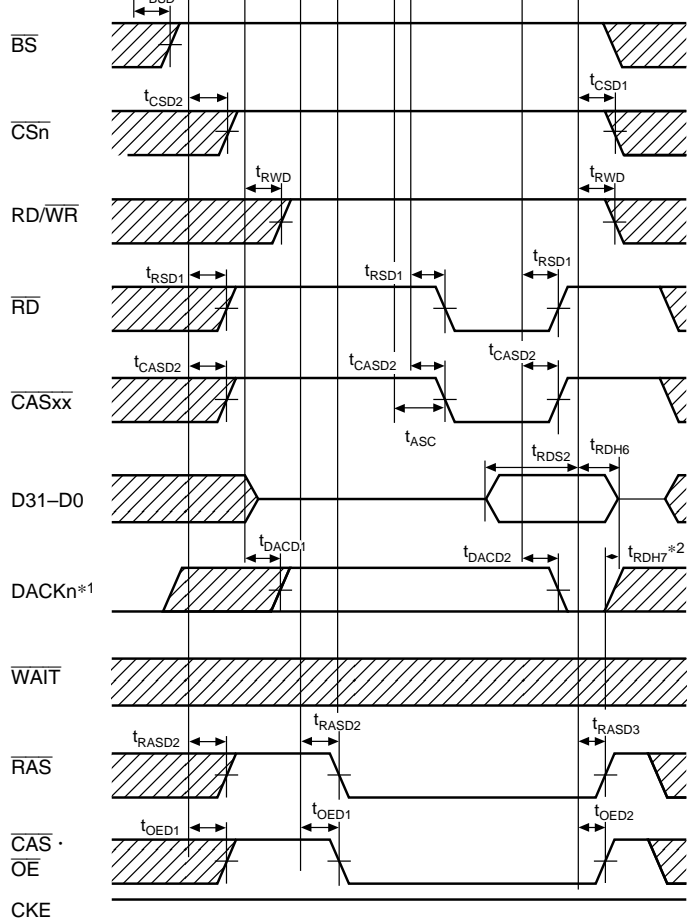 tBSD
BS
tCSD2 tCSD1
CSn
tRWD tRWD
RD/WR
tRSD1 tRSD1 tRSD1
RD
tCASD2 tCASD2 tCASD2
CASxx
tASC
tRDS2 tRDH6
D31–D0
tDACD1 tDACD2 tRDH7*2
DACKn*1
WAIT
tRASD2 tRASD2 tRASD3
RAS
tOED1 tOED1 tOED2
CAS ·
OE
CKE